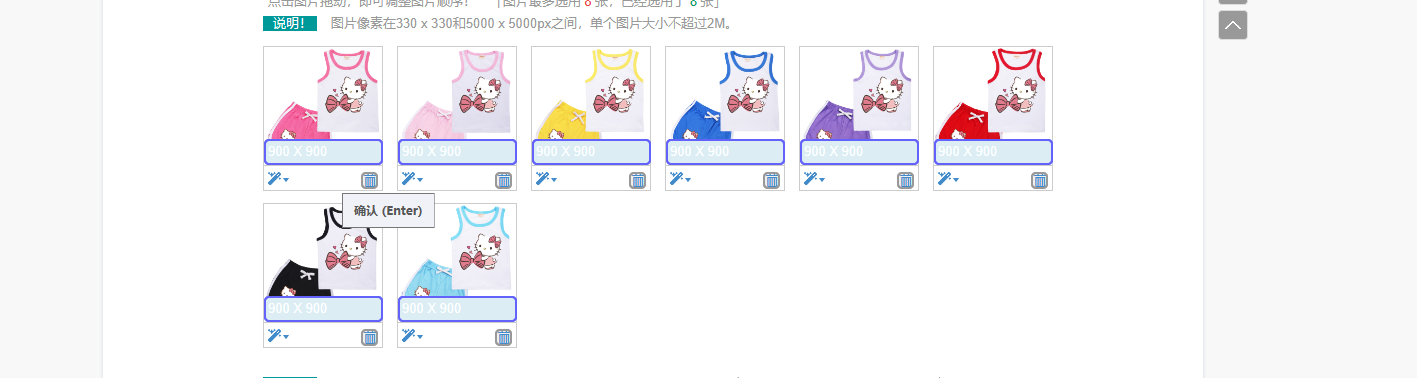 点击图片拖动，即可调整图片顺序！ 「图片最多选用 8 张，已经选用了 8 张」
说明！ 图片像素在330 x 330和5000 x 5000px之间，单个图片大小不超过2M。
900 X 900 900 X 900 900 X 900 900 X 900 900 X 900 900 X 900
确认 (Enter)
900 X 900 900 X 900